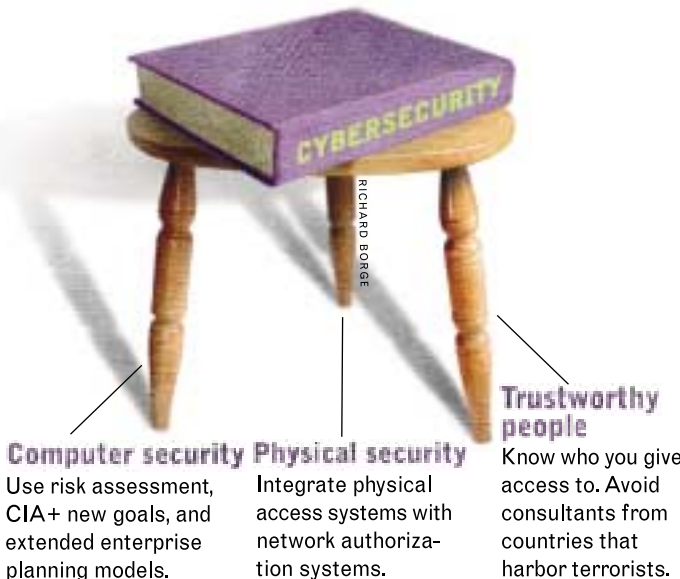 CYBERSECURITY
RICHARD BORGE
Computer security
Use risk assessment,
CIA+ new goals, and
extended enterprise
planning models.
Physical security
Integrate physical
access systems with
network authoriza-
tion systems.
Trustworthy
people
Know who you give
access to. Avoid
consultants from
countries that
harbor terrorists.